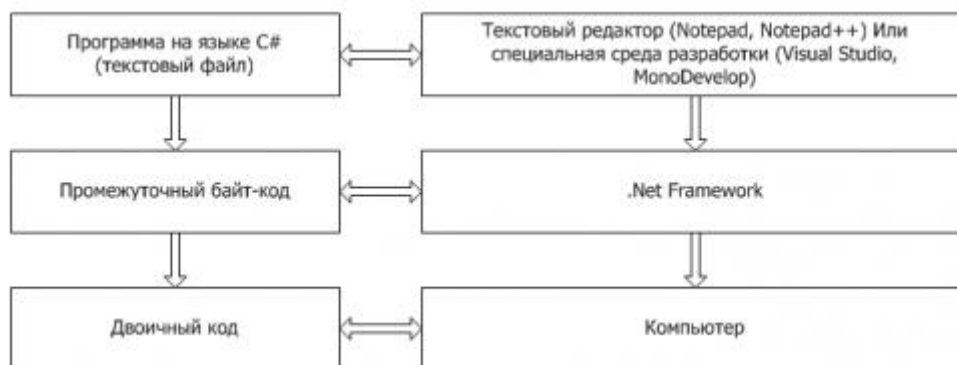 Программа на языке C#
(текстовый файл)
Текстовый редактор (Notepad, Notepad++) Или
специальная среда разработки (Visual Studio,
MonoDevelop)
Промежуточный байт-код
.Net Framework
Двоичный код
Компьютер